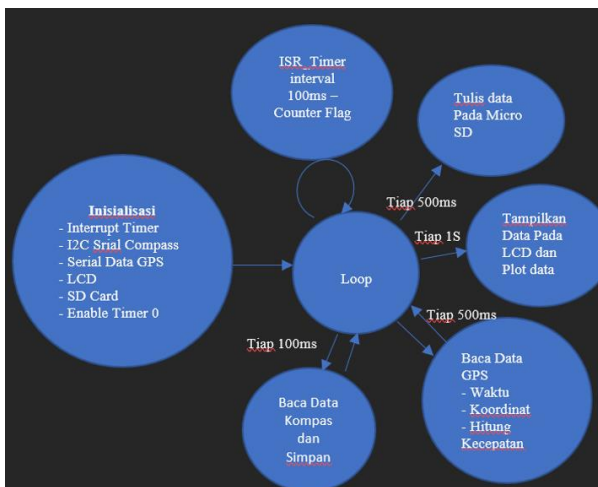 ISR_Timer
interval
100ms –
Counter Flag
Tulis data
Pada Micro
SD
Inisialisasi
- Interrupt Timer
- I2C Srial Compass
- Serial Data GPS
- LCD
- SD Card
- Enable Timer 0
Tiap 500ms
Tiap 1S
Tampilkan
Data Pada
LCD dan
Plot data
Loop
Tiap 500ms
Tiap 100ms
Baca Data
Kompas
dan
Simpan
Baca Data
GPS
- Waktu
- Koordinat
- Hitung
Kecepatan